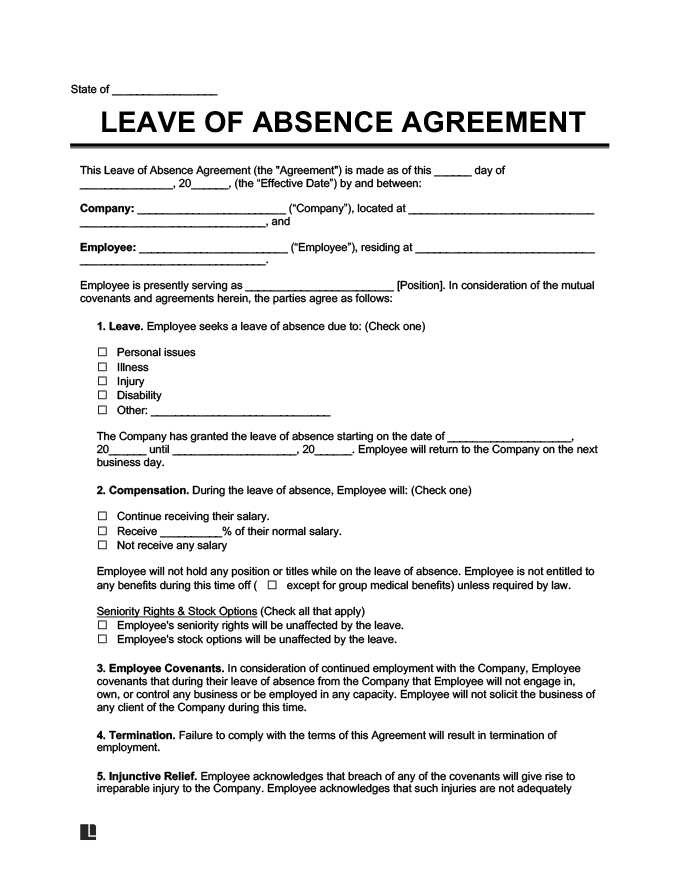 State of _________________
LEAVE OF ABSENCE AGREEMENT
This Leave of Absence Agreement (the "Agreement") is made as of this ______ day of
_______________, 20______, (the “Effective Date”) by and between:
Company: ________________________ (“Company”), located at ______________________________
______________________________, and
Employee: ________________________ (“Employee”), residing at _____________________________
______________________________.
Employee is presently serving as ________________________ [Position]. In consideration of the mutual
covenants and agreements herein, the parties agree as follows:
1. Leave. Employee seeks a leave of absence due to: (Check one)
☐ Personal issues
☐ Illness
☐ Injury
☐ Disability
☐ Other: _____________________________
The Company has granted the leave of absence starting on the date of ____________________,
20______ until ____________________, 20______. Employee will return to the Company on the next
business day.
2. Compensation. During the leave of absence, Employee will: (Check one)
☐ Continue receiving their salary.
☐ Receive __________% of their normal salary.
☐ Not receive any salary
Employee will not hold any position or titles while on the leave of absence. Employee is not entitled to
any benefits during this time off ( ☐ except for group medical benefits) unless required by law.
Seniority Rights & Stock Options (Check all that apply)
☐ Employee's seniority rights will be unaffected by the leave.
☐ Employee's stock options will be unaffected by the leave.
3. Employee Covenants. In consideration of continued employment with the Company, Employee
covenants that during their leave of absence from the Company that Employee will not engage in,
own, or control any business or be employed in any capacity. Employee will not solicit the business of
any client of the Company during this time.
4. Termination. Failure to comply with the terms of this Agreement will result in termination of
employment.
5. Injunctive Relief. Employee acknowledges that breach of any of the covenants will give rise to
irreparable injury to the Company. Employee acknowledges that such injuries are not adequately